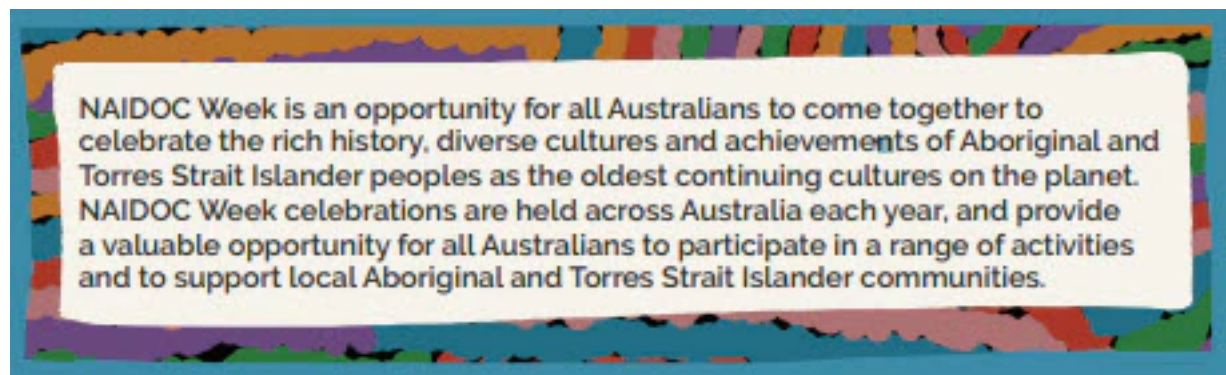 NAIDOC Week is an opportunity for all Australians to come together to
celebrate the rich history, diverse cultures and achievements of Aboriginal and
Torres Strait Islander peoples as the oldest continuing cultures on the planet.
NAIDOC Week celebrations are held across Australia each year, and provide
a valuable opportunity for all Australians to participate in a range of activities
and to support local Aboriginal and Torres Strait Islander communities.